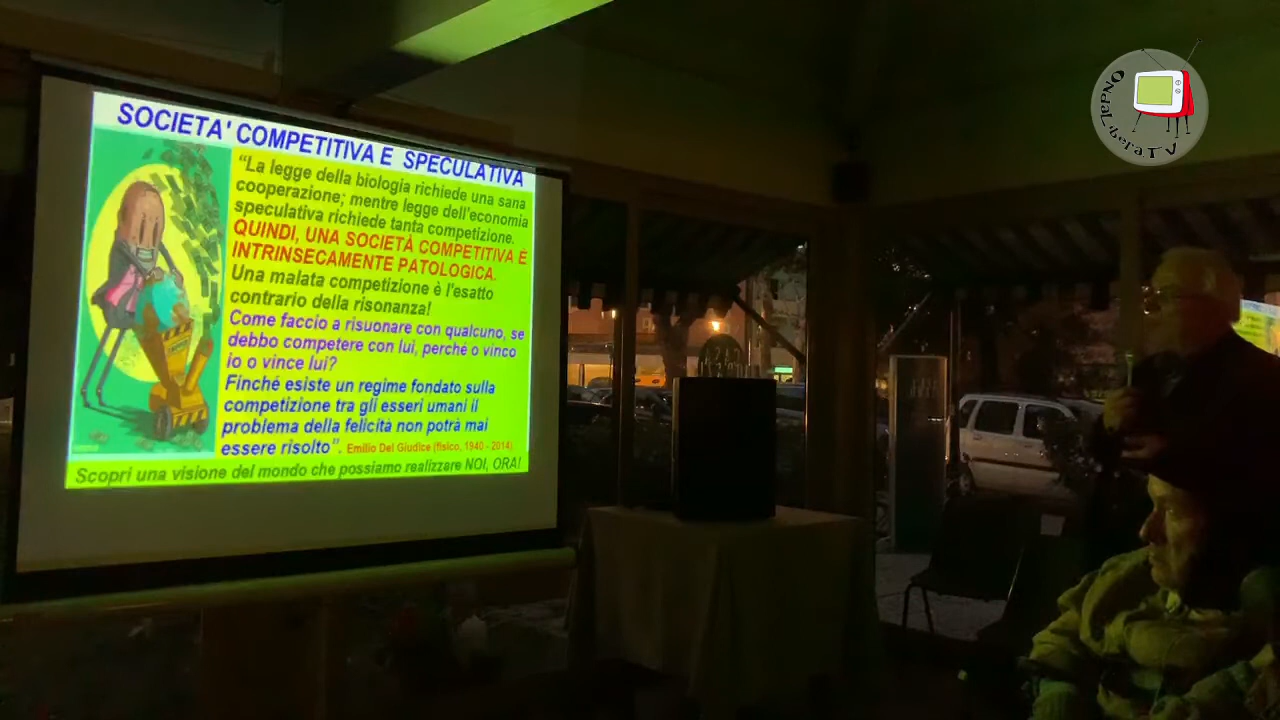 SOCIETA' COMPETITIVA E SPECULATIVA
“La legge della biologia richiede una sana
cooperazione; mentre legge dell'economia
speculativa richiede tanta competizione.
QUINDI, UNA SOCIETÀ COMPETITIVA È
INTRINSECAMENTE PATOLOGICA.
Una malata competizione è l'esatto
contrario della risonanza!
Come faccio a risuonare con qualcuno, se
debbo competere con lui, perché o vinco
io o vince lui?
Finché esiste un regime fondato sulla
competizione tra gli esseri umani il
problema della felicità non potrà mai
essere risolto”. Emilio Del Giudice (fisico, 1940 - 2014)
Scopri una visione del mondo che possiamo realizzare NOI, ORA!
OndaL.bera.TV